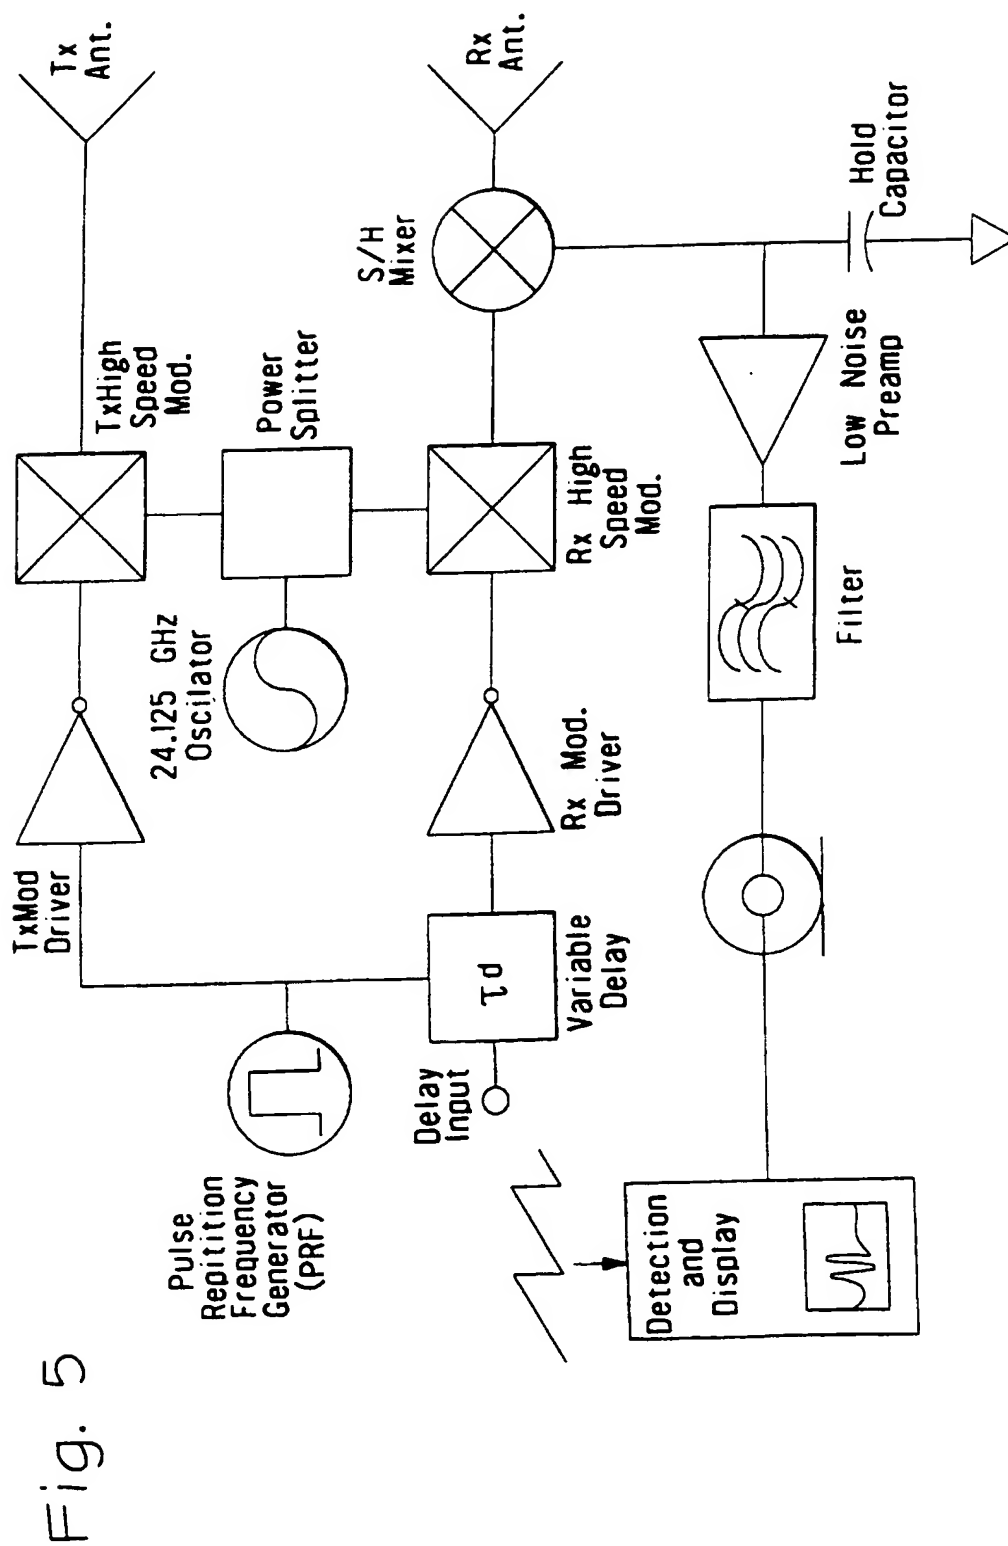 Fig. 5
Pulse
Repitition
Frequency
Generator
(PRF)
TxMod
Driver
24.125 GHz
Oscilator
TxHigh
Speed
Mod.
Power
Splitter
Tx
Ant.
Delay
Input
τd
Variable
Delay
Rx Mod.
Driver
Rx High
Speed
Mod.
S/H
Mixer
Rx
Ant.
Detection
and
Display
Filter
Low Noise
Preamp
Hold
Capacitor